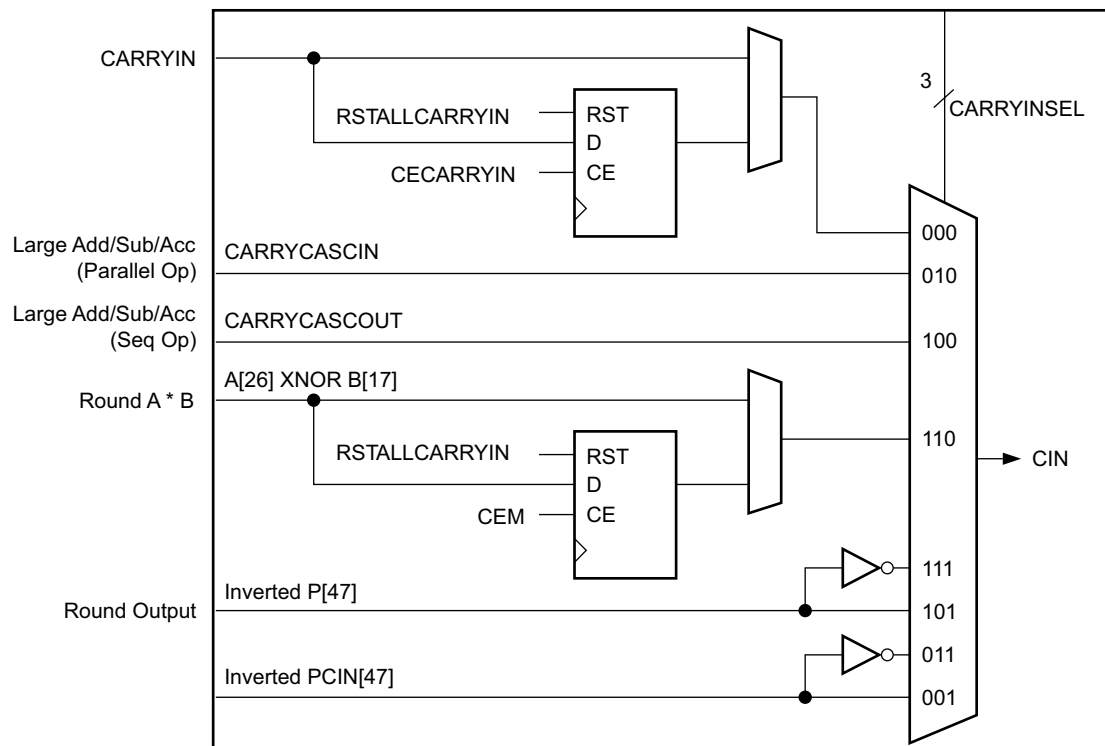 CARRYIN
3
CARRYINSEL
RSTALLCARRYIN
RST
D
CECARRYIN
CE
000
Large Add/Sub/Acc
(Parallel Op)
CARRYCASCIN
010
Large Add/Sub/Acc
(Seq Op)
CARRYCASCOUT
100
A[26] XNOR B[17]
Round A * B
110
RSTALLCARRYIN
RST
D
CEM
CE
CIN
111
Inverted P[47]
Round Output
101
011
Inverted PCIN[47]
001